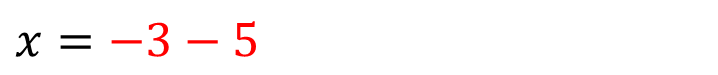 x = −3 − 5